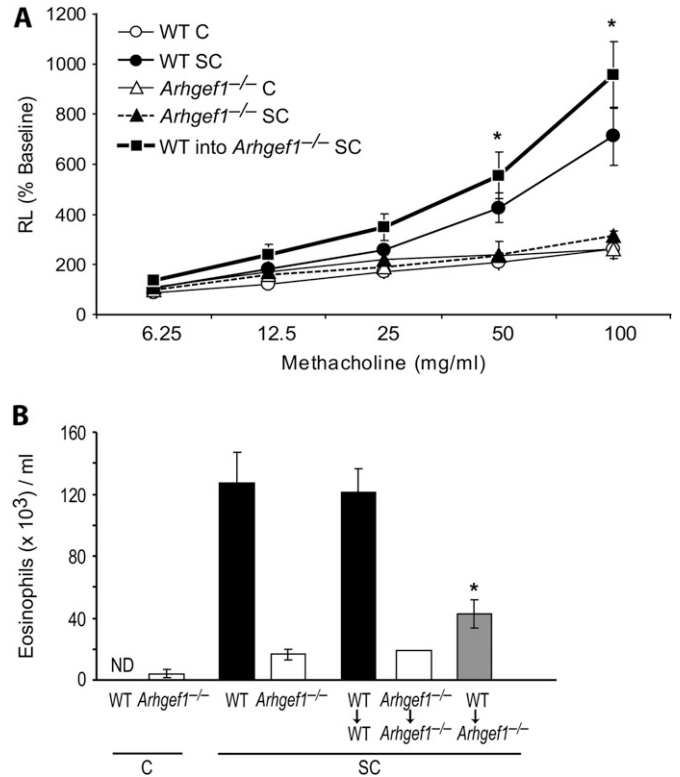 A
1200
1000
800
600
400
200
0
RL (% Baseline)
WT C
WT SC
Arhgef1–/– C
Arhgef1–/– SC
WT into Arhgef1–/– SC
*
*
6.25 12.5 25 50 100
Methacholine (mg/ml)
B
160
120
80
40
0
Eosinophils (x 10³) / ml
ND
*
WT Arhgef1–/– WT Arhgef1–/– WT Arhgef1–/– WT
↓ ↓ ↓
WT Arhgef1–/– Arhgef1–/–
C SC